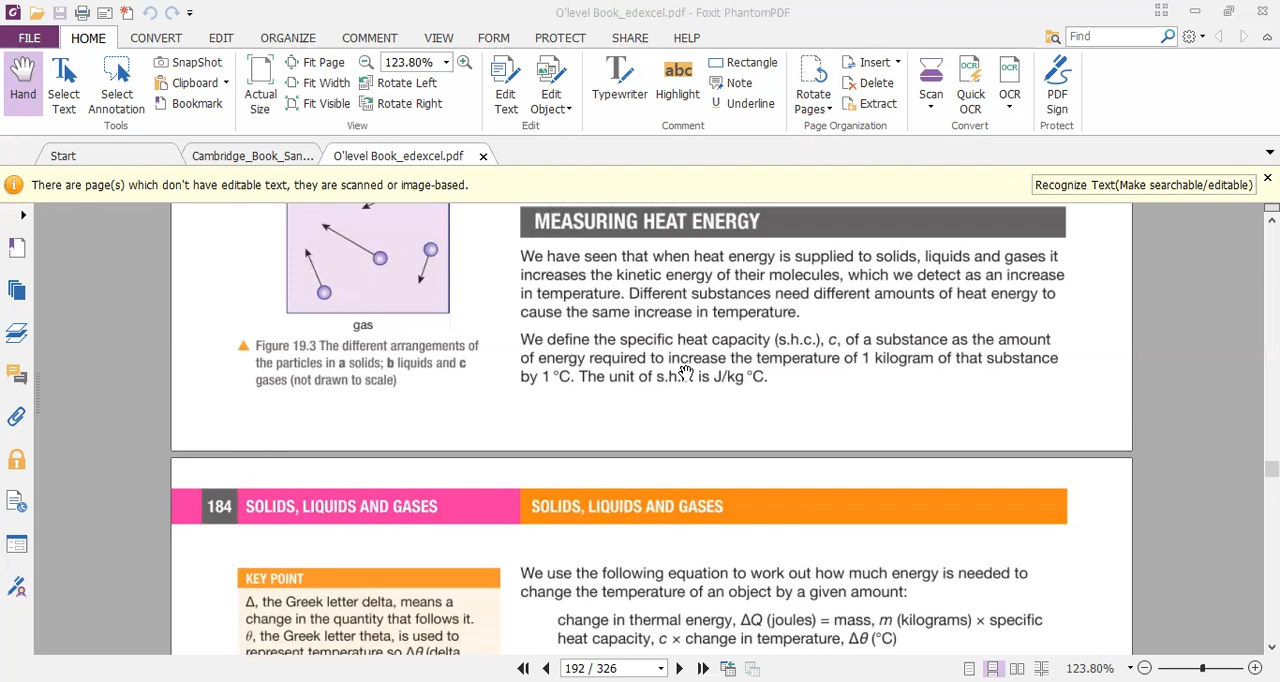 O'level Book_edexcel.pdf - Foxit PhantomPDF
FILE HOME CONVERT EDIT ORGANIZE COMMENT VIEW FORM PROTECT SHARE HELP Find
Hand
Select Text
Select Annotation
SnapShot
Clipboard
Bookmark
Tools
Actual Size
Fit Page
Fit Width
Fit Visible
123.80%
Rotate Left
Rotate Right
View
Edit Text
Edit Object
Edit
Typewriter
abc
Highlight
Rectangle
Note
Underline
Comment
Rotate Pages
Insert
Delete
Extract
Page Organization
Scan
OCR
Quick OCR
OCR
OCR
Convert
PDF Sign
Protect
Start Cambridge_Book_San... O'level Book_edexcel.pdf
There are page(s) which don't have editable text, they are scanned or image-based. Recognize Text(Make searchable/editable)
gas
Figure 19.3 The different arrangements of
the particles in a solids; b liquids and c
gases (not drawn to scale)
MEASURING HEAT ENERGY
We have seen that when heat energy is supplied to solids, liquids and gases it
increases the kinetic energy of their molecules, which we detect as an increase
in temperature. Different substances need different amounts of heat energy to
cause the same increase in temperature.
We define the specific heat capacity (s.h.c.), c, of a substance as the amount
of energy required to increase the temperature of 1 kilogram of that substance
by 1 °C. The unit of s.h. is J/kg °C.
184 SOLIDS, LIQUIDS AND GASES SOLIDS, LIQUIDS AND GASES
KEY POINT
Δ, the Greek letter delta, means a
change in the quantity that follows it.
θ, the Greek letter theta, is used to
represent temperature so Δθ (delta
We use the following equation to work out how much energy is needed to
change the temperature of an object by a given amount:
change in thermal energy, ΔQ (joules) = mass, m (kilograms) × specific
heat capacity, c × change in temperature, Δθ (°C)
192 / 326 123.80%